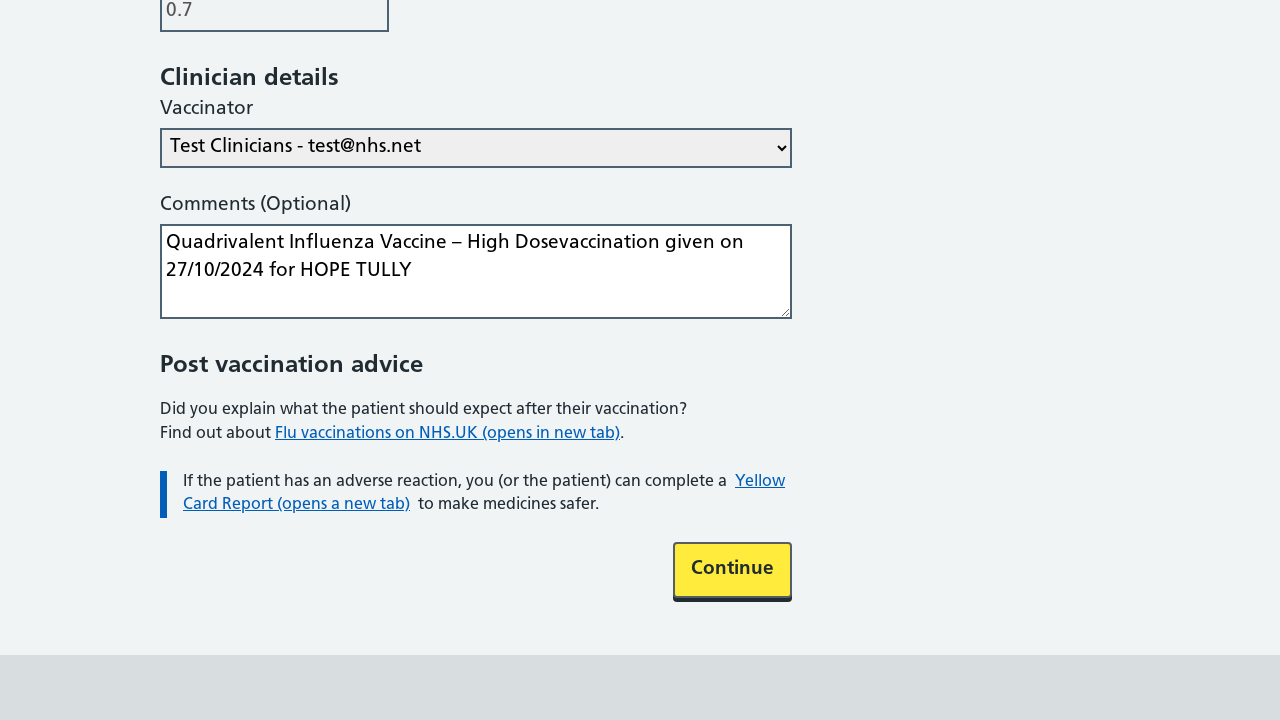 0.7
Clinician details
Vaccinator
Test Clinicians - test@nhs.net
Comments (Optional)
Quadrivalent Influenza Vaccine – High Dosevaccination given on
27/10/2024 for HOPE TULLY
Post vaccination advice
Did you explain what the patient should expect after their vaccination?
Find out about Flu vaccinations on NHS.UK (opens in new tab).
If the patient has an adverse reaction, you (or the patient) can complete a Yellow
Card Report (opens a new tab) to make medicines safer.
Continue